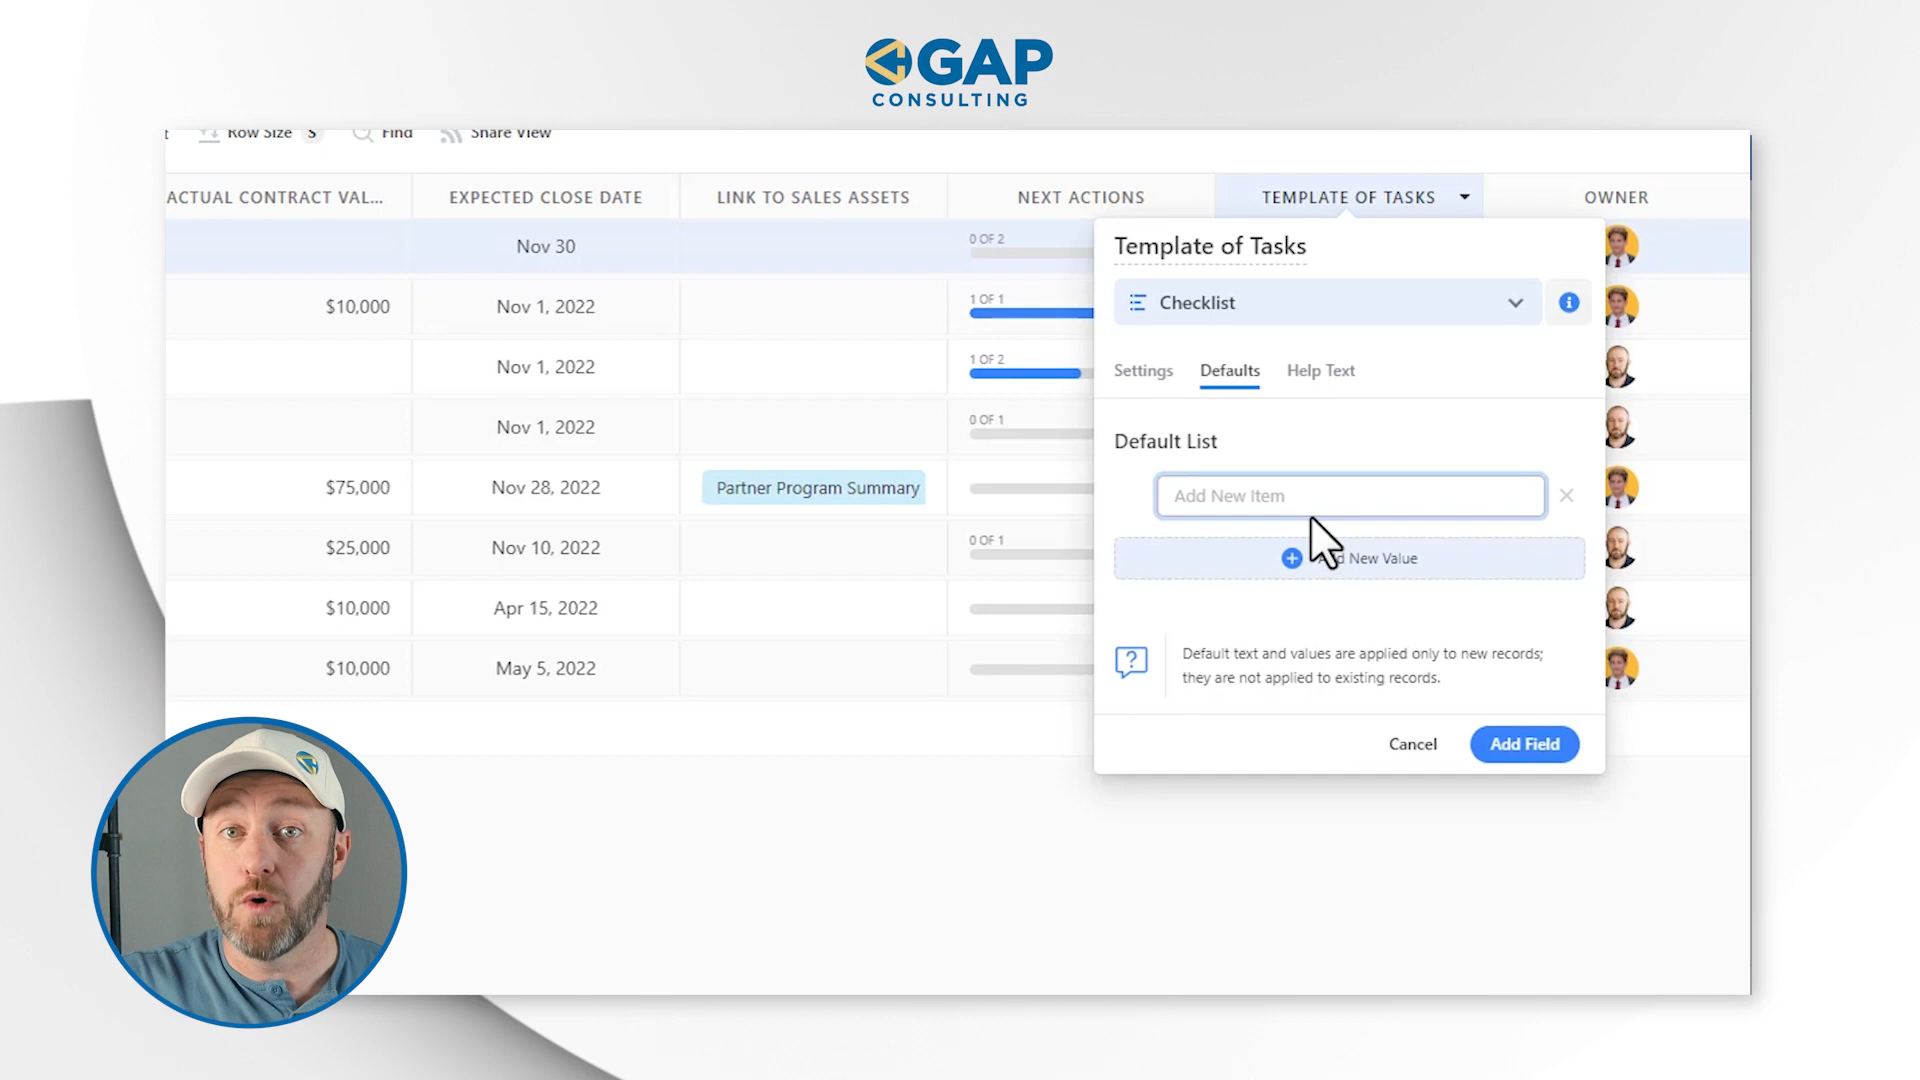 GAP
CONSULTING
t Row Size S Find Share View
ACTUAL CONTRACT VAL... EXPECTED CLOSE DATE LINK TO SALES ASSETS NEXT ACTIONS TEMPLATE OF TASKS OWNER
Nov 30 0 OF 2
$10,000 Nov 1, 2022 1 OF 1
Nov 1, 2022 1 OF 2
Nov 1, 2022 0 OF 1
$75,000 Nov 28, 2022 Partner Program Summary
$25,000 Nov 10, 2022 0 OF 1
$10,000 Apr 15, 2022
$10,000 May 5, 2022
Template of Tasks
Checklist
Settings Defaults Help Text
Default List
Add New Item
New Value
Default text and values are applied only to new records;
they are not applied to existing records.
Cancel Add Field